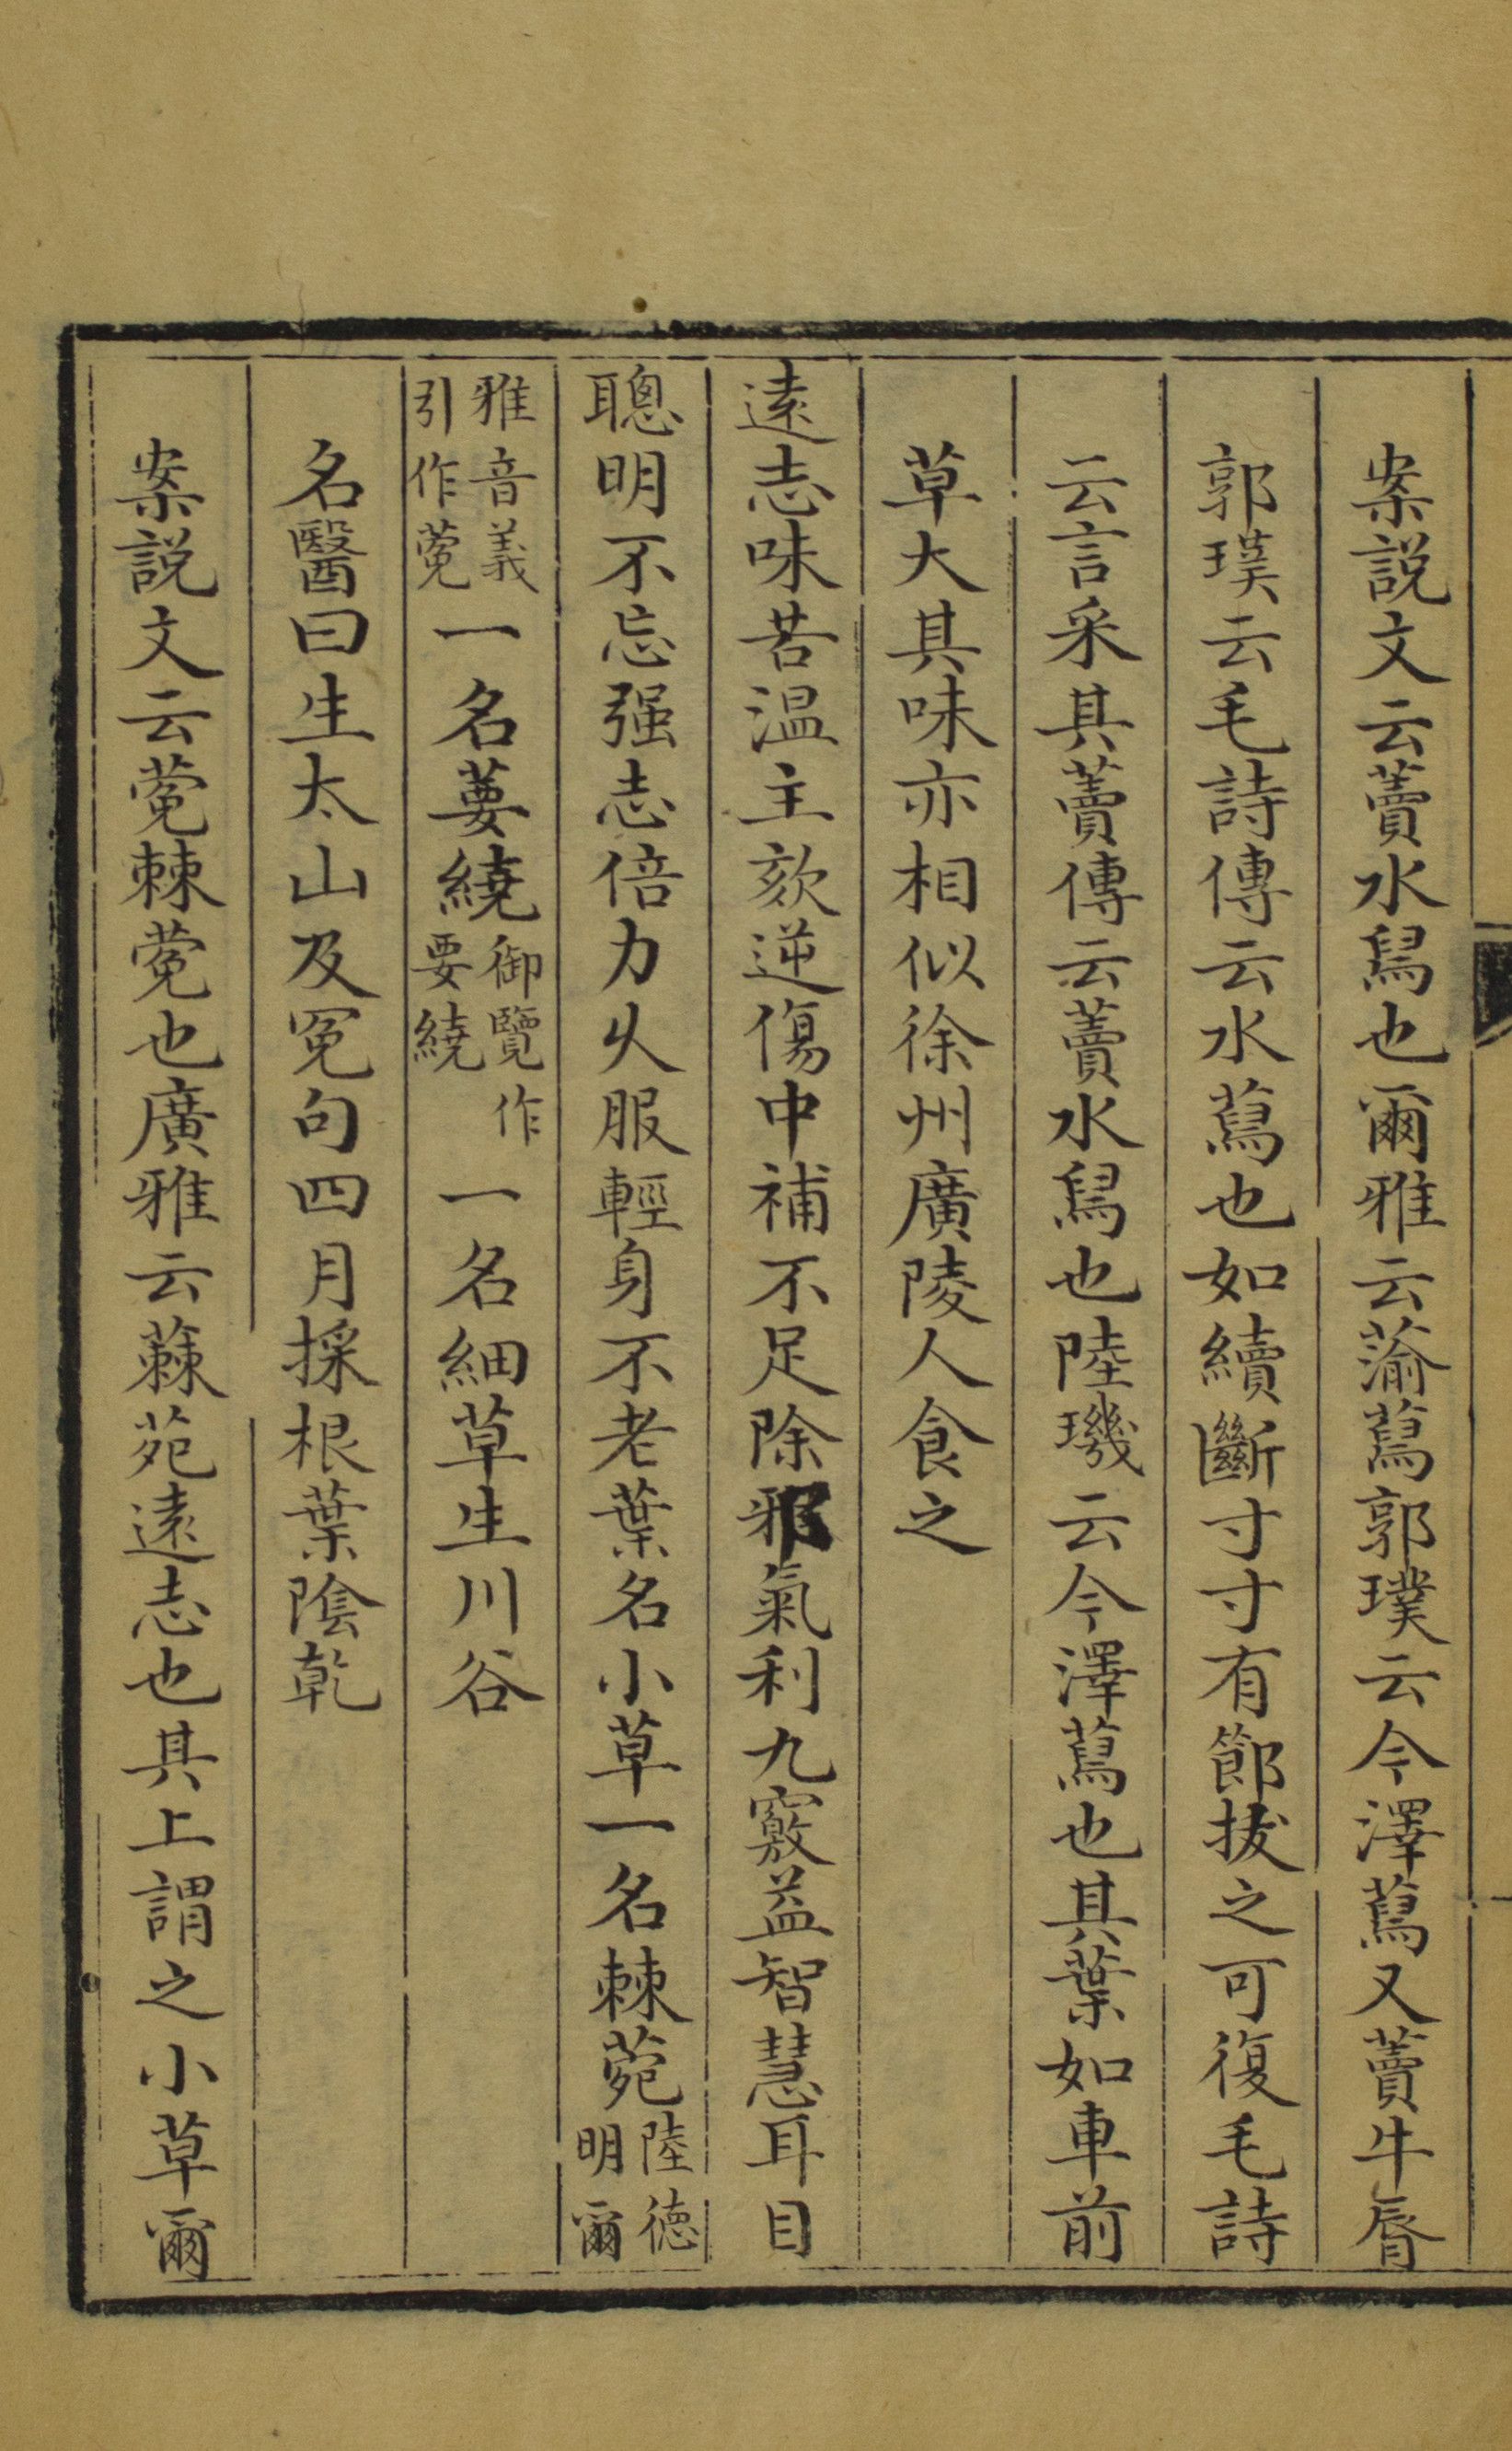 案說文云藚水舃也爾雅云蕍蕮郭璞云今澤蕮又藚牛脣
郭璞云毛詩傳云水蕮也如續斷寸寸有節拔之可復毛詩
云言采其藚傳云藚水舃也陸璣云今澤蕮也其葉如車前
草大其味亦相似徐州廣陵人食之
遠志味苦温主欬逆傷中補不足除邪氣利九竅益智慧耳目
聰明不忘强志倍力乆服輕身不老葉名小草一名棘菀陸德明爾
雅音義引作䓻一名葽繞御覽作要繞一名細草生川谷
名醫曰生太山及冤句四月採根葉陰乾
案說文云䓻棘䓻也廣雅云蕀苑遠志也其上謂之小草爾